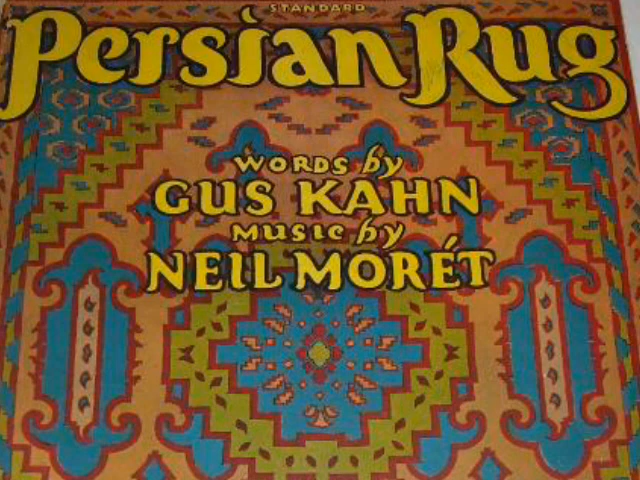 STANDARD
Persian Rug
WORDS by
GUS KAHN
MUSIC by
NEIL MORÉT